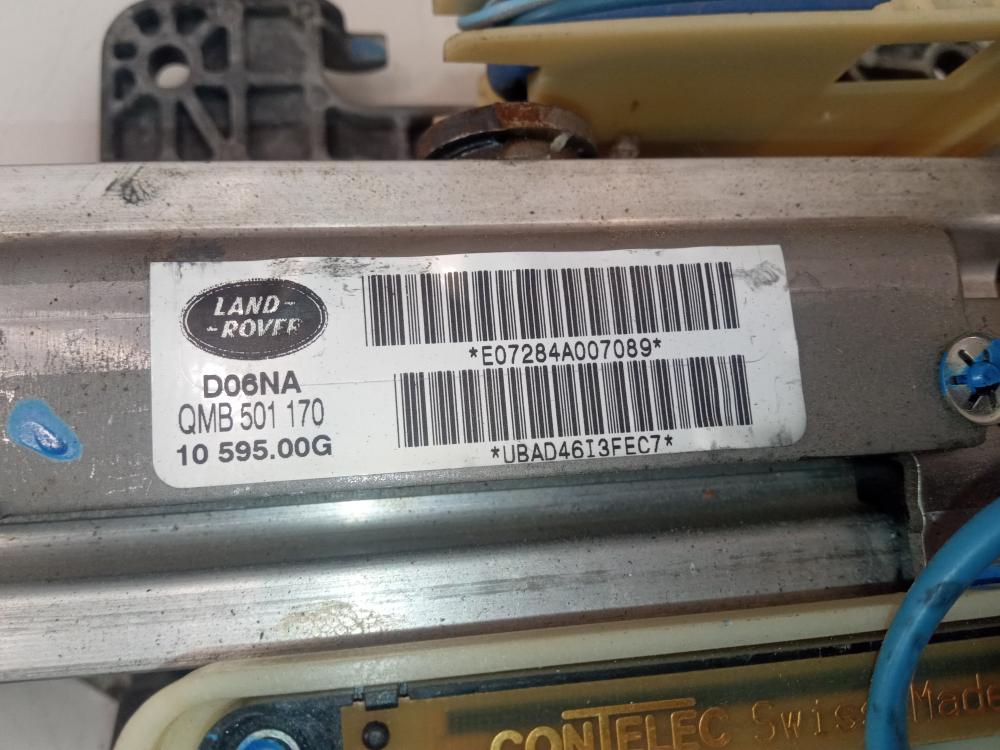 LAND-
-ROVER
D06NA
QMB 501 170
10 595.00G
*E07284A007089*
*UBAD46I3FEC7*
CONTELEC Swiss Made